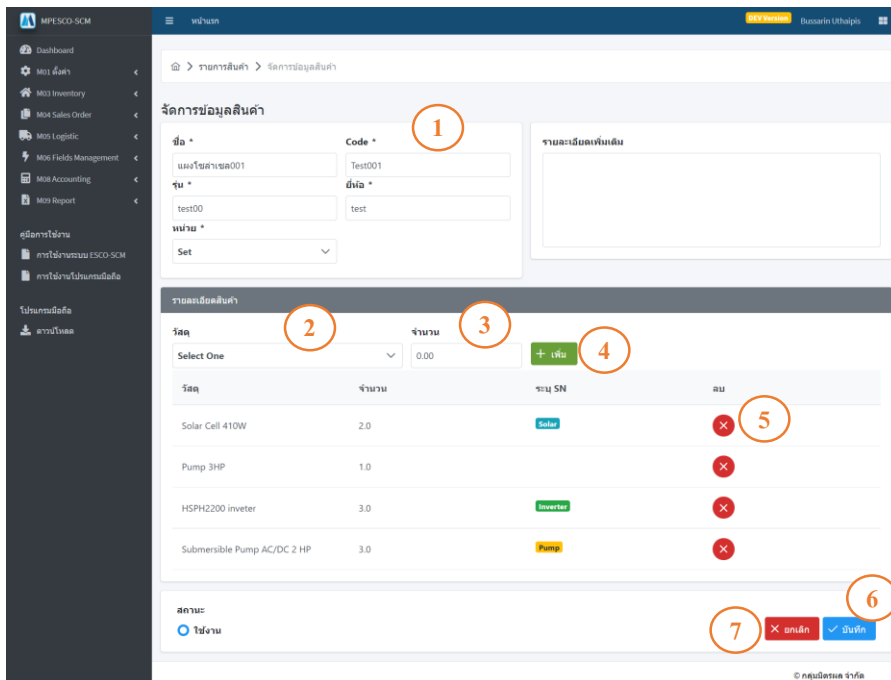 MPESCO-SCM
หน้าแรก
DEV Version
Bussarin Uthaipis
Dashboard
M01 ตั้งค่า
M03 Inventory
M04 Sales Order
M05 Logistic
M06 Fields Management
M08 Accounting
M09 Report
คู่มือการใช้งาน
การใช้งานระบบ ESCO-SCM
การใช้งานโปรแกรมมือถือ
โปรแกรมมือถือ
ดาวน์โหลด
รายการสินค้า
จัดการข้อมูลสินค้า
จัดการข้อมูลสินค้า
1
ชื่อ *
Code *
แผงโซล่าเซล001
Test001
รุ่น *
ยี่ห้อ *
test00
test
หน่วย *
Set
รายละเอียดเพิ่มเติม
รายละเอียดสินค้า
วัสดุ
2
จำนวน
3
Select One
0.00
+ เพิ่ม
4
วัสดุ
จำนวน
ระบุ SN
ลบ
Solar Cell 410W
2.0
Solar
5
Pump 3HP
1.0
HSPH2200 inveter
3.0
Inverter
Submersible Pump AC/DC 2 HP
3.0
Pump
สถานะ
ใช้งาน
7
ยกเลิก
บันทึก
6
© กลุ่มมิตรผล จำกัด